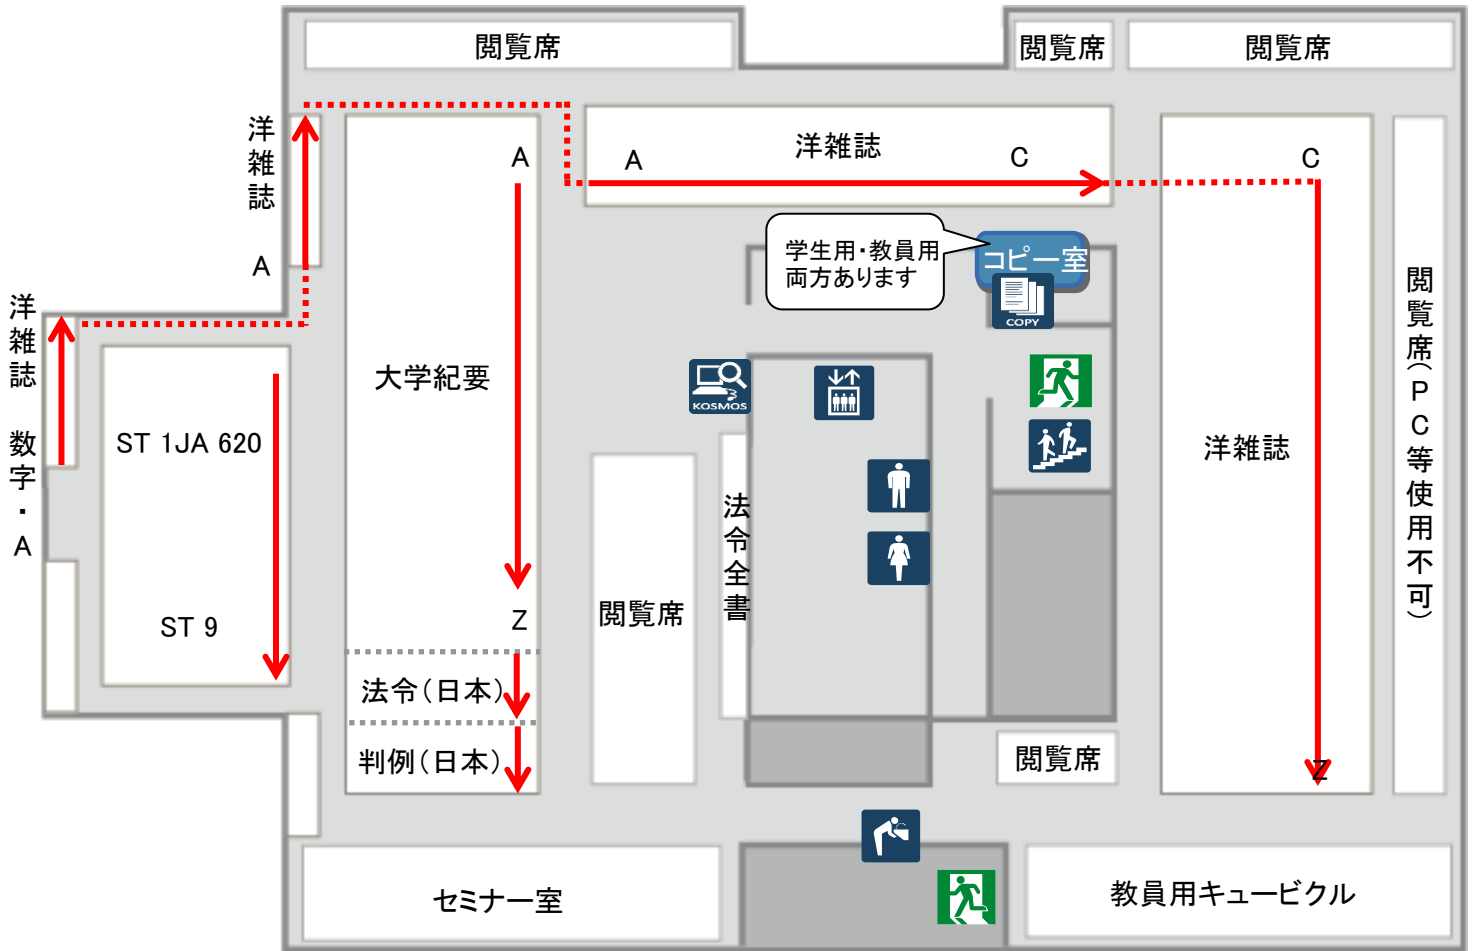 閲覧席
閲覧席
閲覧席
洋雑誌
A
A
A
洋雑誌
C
C
学生用・教員用
両方あります
コピー室
COPY
洋雑誌 数字・A
大学紀要
KOSMOS
閲覧席(PC等使用不可)
ST 1JA 620
洋雑誌
法令全書
ST 9
Z
閲覧席
法令(日本)
判例(日本)
閲覧席
Z
セミナー室
教員用キュービクル